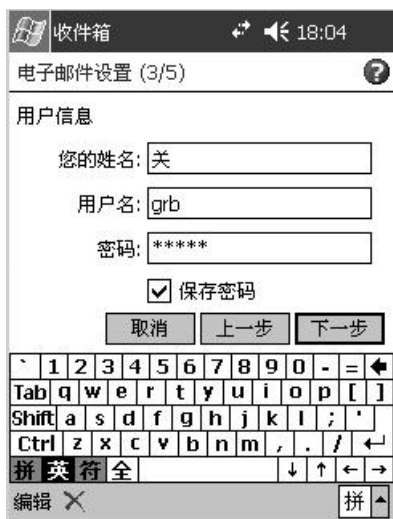 收件箱 18:04
电子邮件设置 (3/5)
用户信息
您的姓名: 关
用户名: grb
密码: *****
保存密码
取消 上一步 下一步
` 1 2 3 4 5 6 7 8 9 0 - =
Tab q w e r t y u i o p [ ]
Shift a s d f g h j k l ; '
Ctrl z x c v b n m , . /
拼 英 符 全
编辑 拼